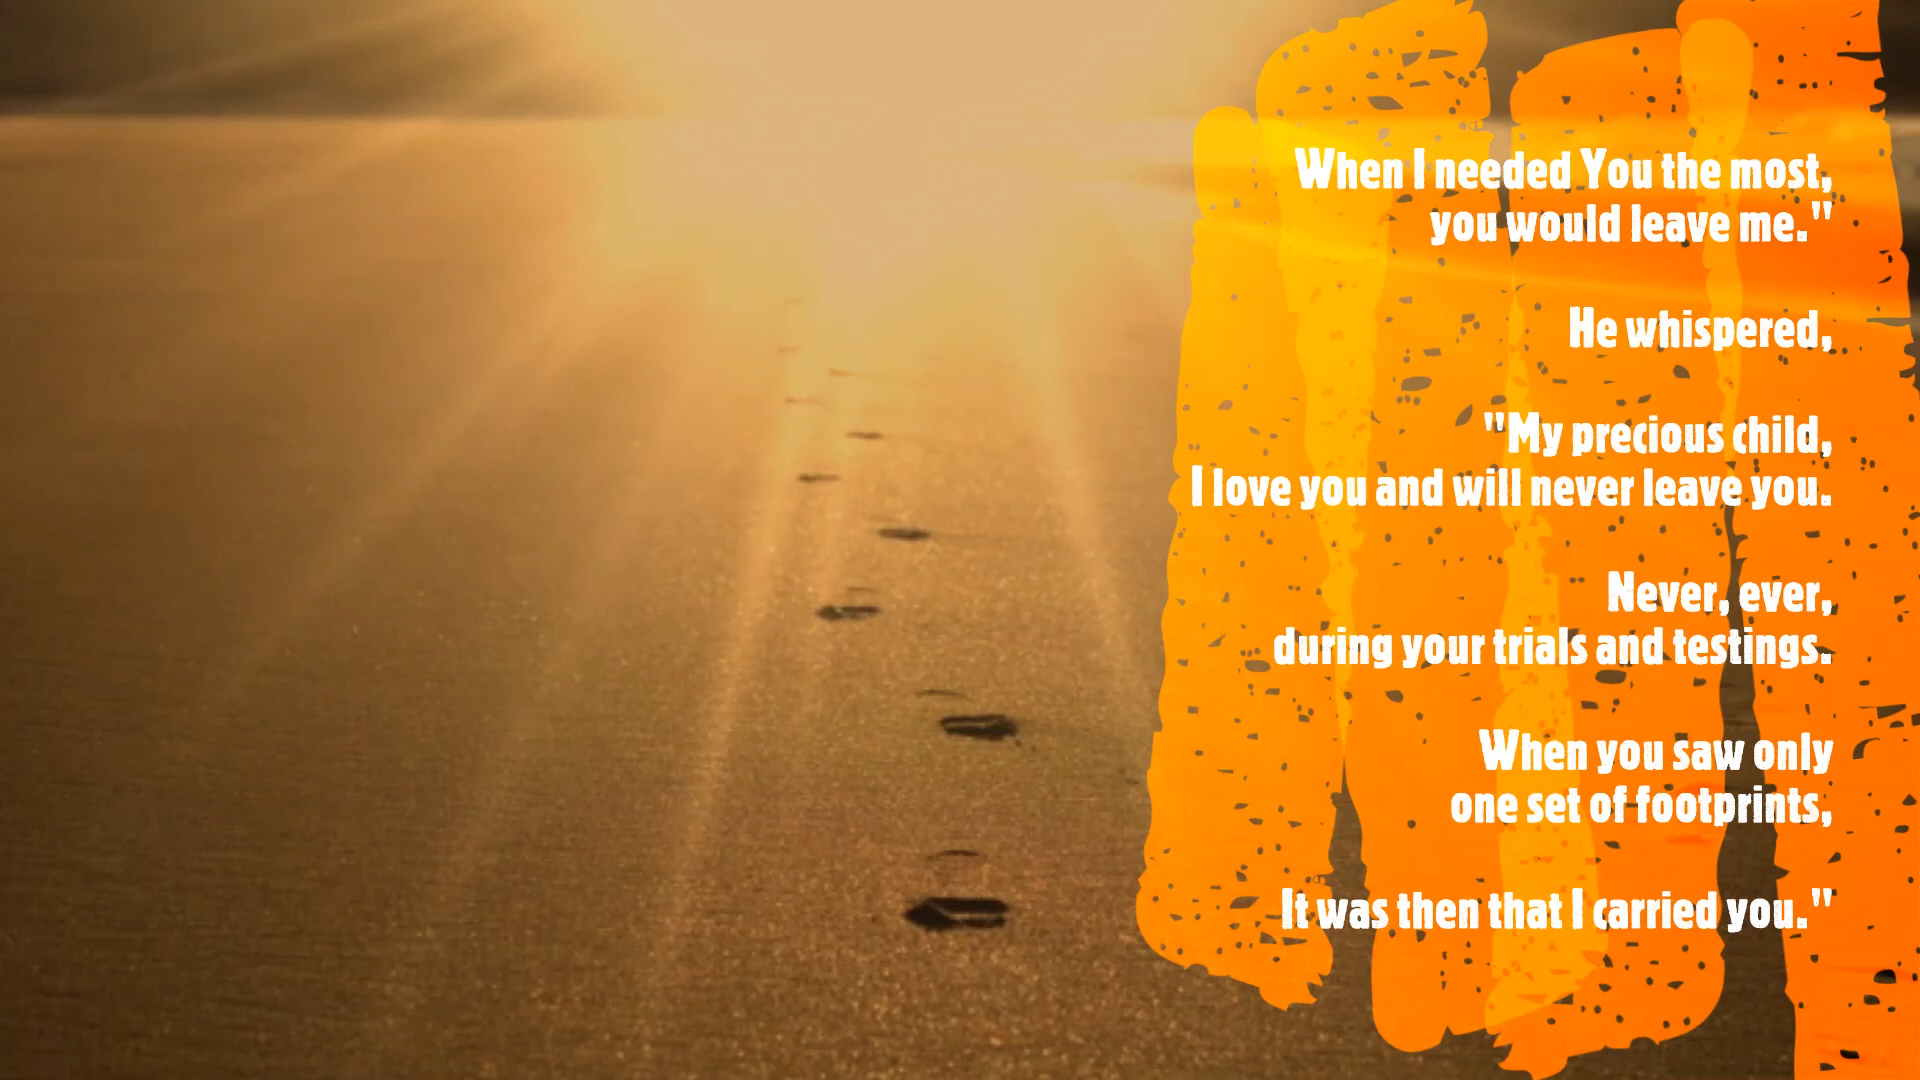 When I needed You the most,
you would leave me."
He whispered,
"My precious child,
I love you and will never leave you.
Never, ever,
during your trials and testings.
When you saw only
one set of footprints,
It was then that I carried you."